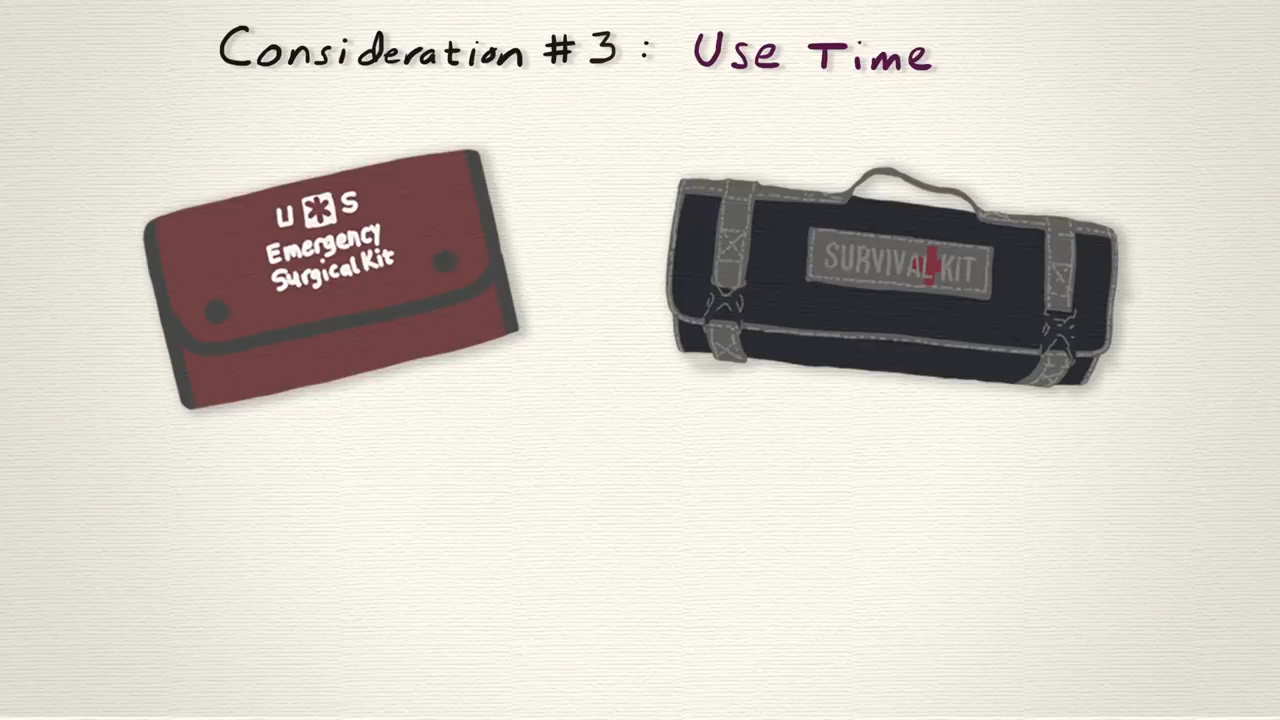 Consideration #3: Use Time
U S
Emergency
Surgical Kit
SURVIVAL KIT